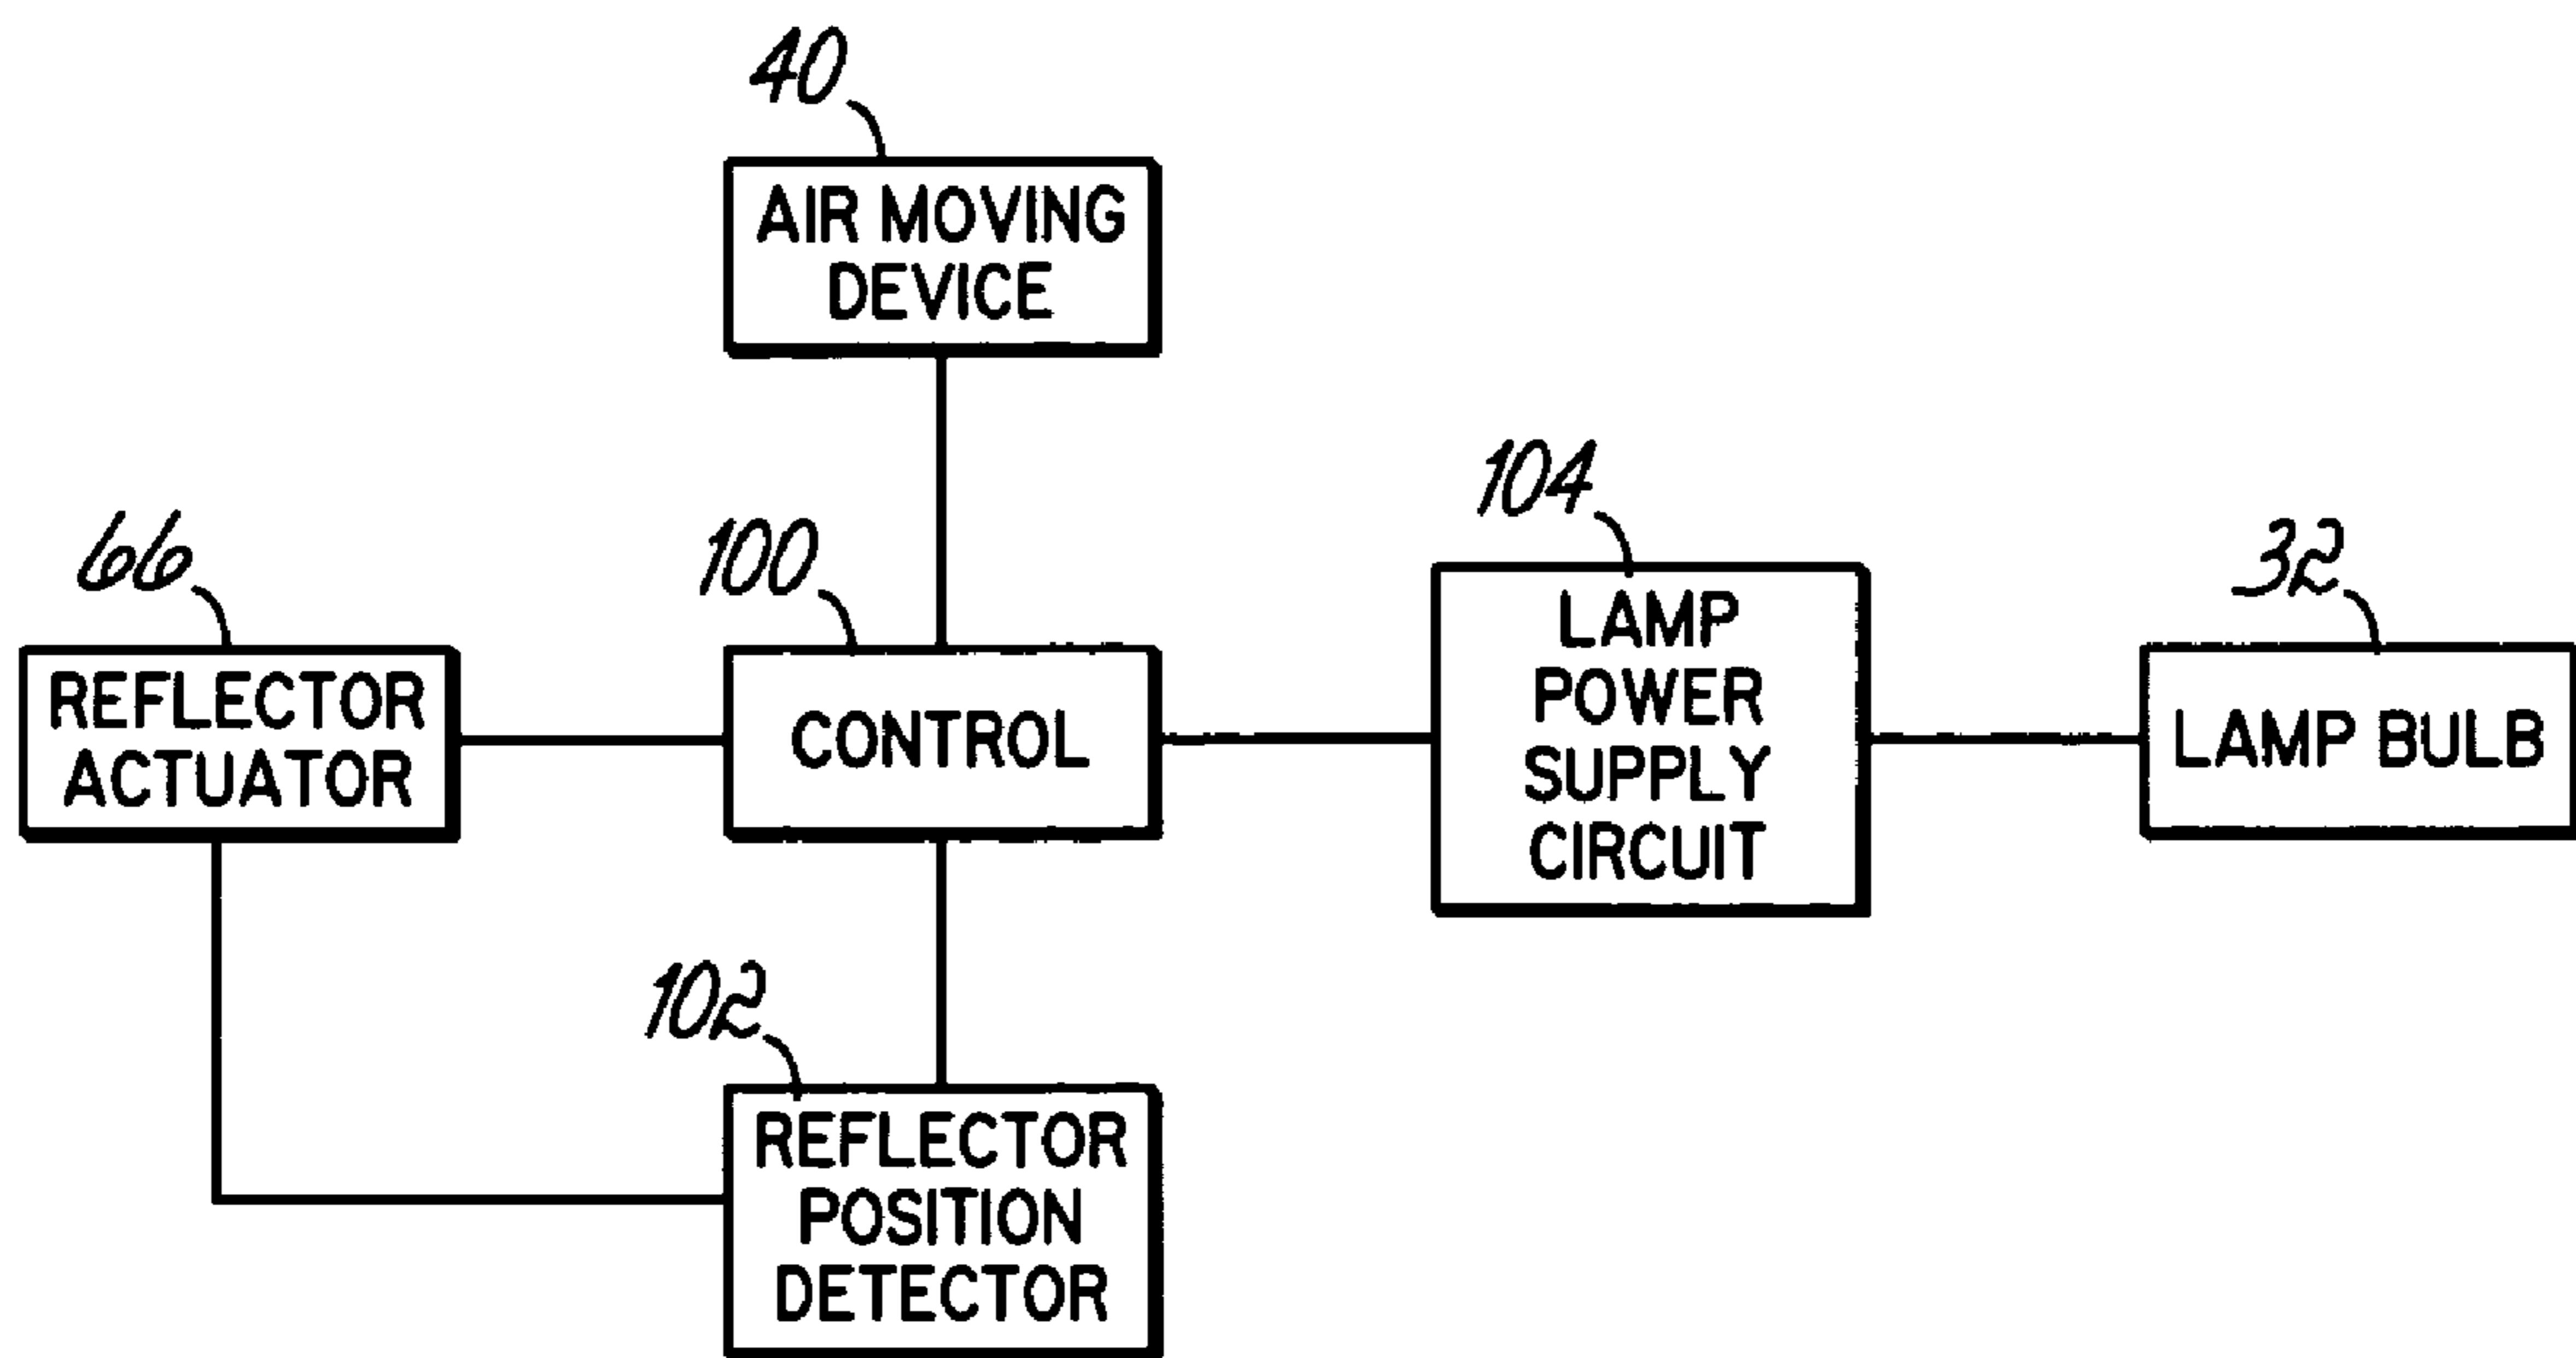 40
AIR MOVING
DEVICE
66
REFLECTOR
ACTUATOR
100
CONTROL
104
LAMP
POWER
SUPPLY
CIRCUIT
32
LAMP BULB
102
REFLECTOR
POSITION
DETECTOR